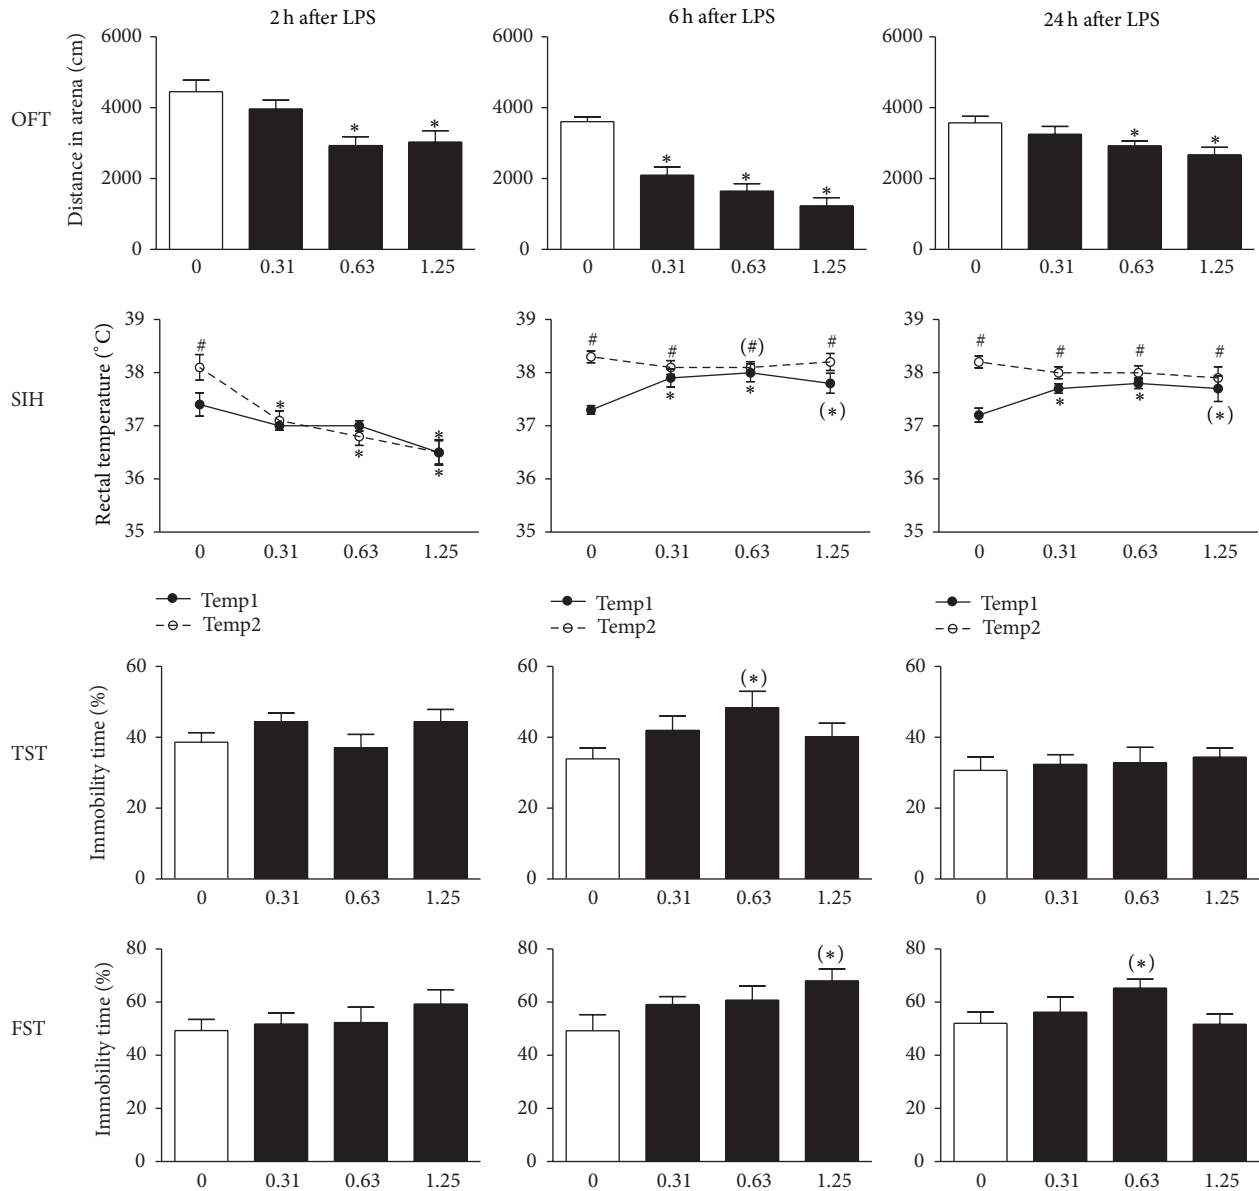 2 h after LPS
6 h after LPS
24 h after LPS
OFT
Distance in arena (cm)
6000
4000
2000
0
* *
0 0.31 0.63 1.25
6000
4000
2000
0
* * *
0 0.31 0.63 1.25
6000
4000
2000
0
* *
0 0.31 0.63 1.25
SIH
Rectal temperature (°C)
39
38
37
36
35
# * * * *
0 0.31 0.63 1.25
Temp1
Temp2
39
38
37
36
35
# # (#) #
* * (*)
0 0.31 0.63 1.25
Temp1
Temp2
39
38
37
36
35
# # # #
* * (*)
0 0.31 0.63 1.25
Temp1
Temp2
TST
Immobility time (%)
60
40
20
0
0 0.31 0.63 1.25
60
40
20
0
(*)
0 0.31 0.63 1.25
60
40
20
0
0 0.31 0.63 1.25
FST
Immobility time (%)
80
60
40
20
0
0 0.31 0.63 1.25
80
60
40
20
0
(*)
0 0.31 0.63 1.25
80
60
40
20
0
(*)
0 0.31 0.63 1.25